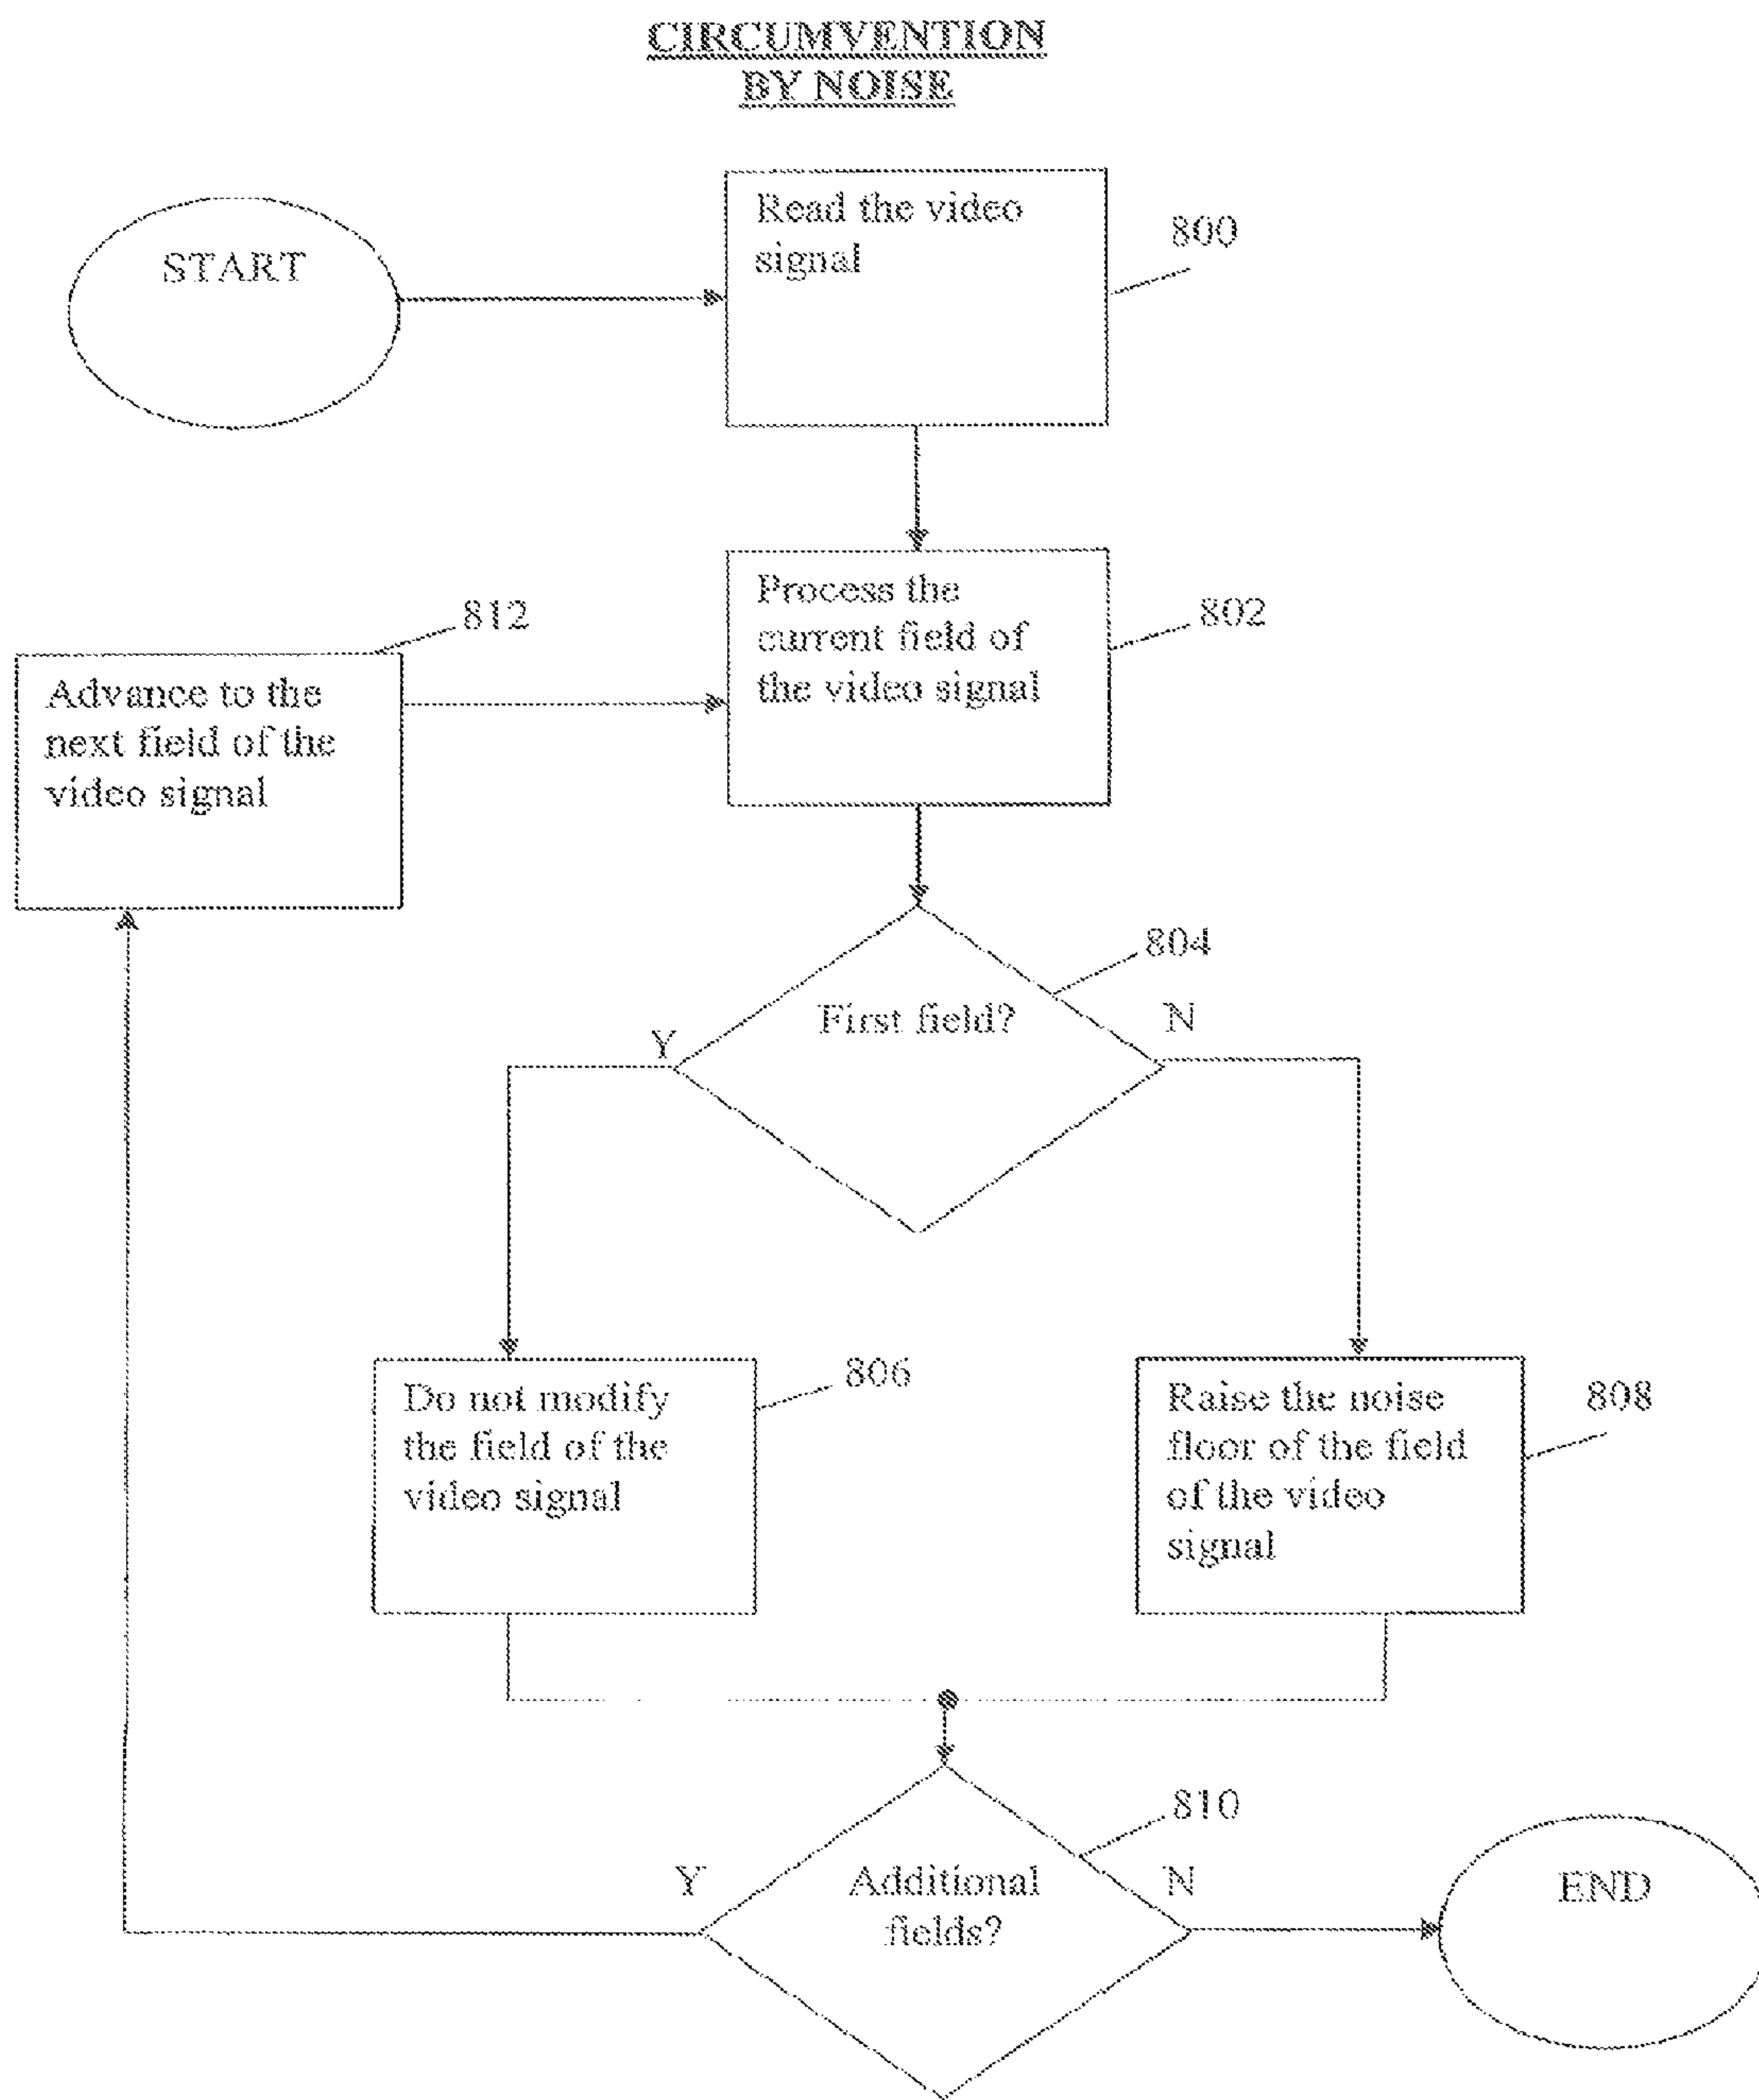 CIRCUMVENTION
BY NOISE
START
Read the video
signal
800
Process the
current field of
the video signal
802
812
Advance to the
next field of the
video signal
804
First field?
Y
N
Do not modify
the field of the
video signal
806
Raise the noise
floor of the field
of the video
signal
808
810
Additional
fields?
Y
N
END